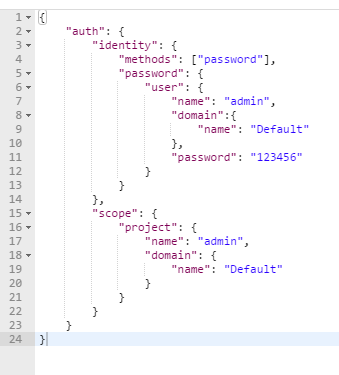 1 {
2     "auth": {
3         "identity": {
4             "methods": ["password"],
5             "password": {
6                 "user": {
7                     "name": "admin",
8                     "domain":{
9                         "name": "Default"
10                     },
11                     "password": "123456"
12                 }
13             }
14         },
15         "scope": {
16             "project": {
17                 "name": "admin",
18                 "domain": {
19                     "name": "Default"
20                 }
21             }
22         }
23     }
24 }